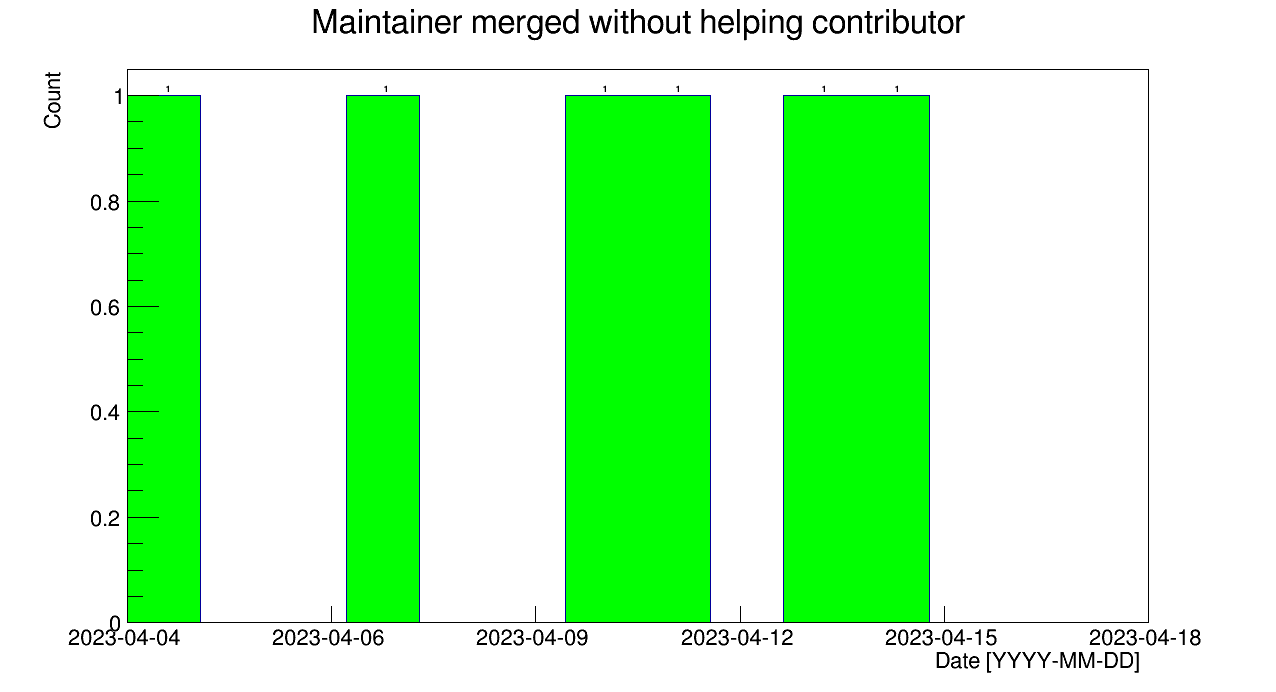 Maintainer merged without helping contributor
Count
1 1 1 1 1 1
1
0.8
0.6
0.4
0.2
0
2023-04-04 2023-04-06 2023-04-09 2023-04-12 2023-04-15 2023-04-18
Date [YYYY-MM-DD]